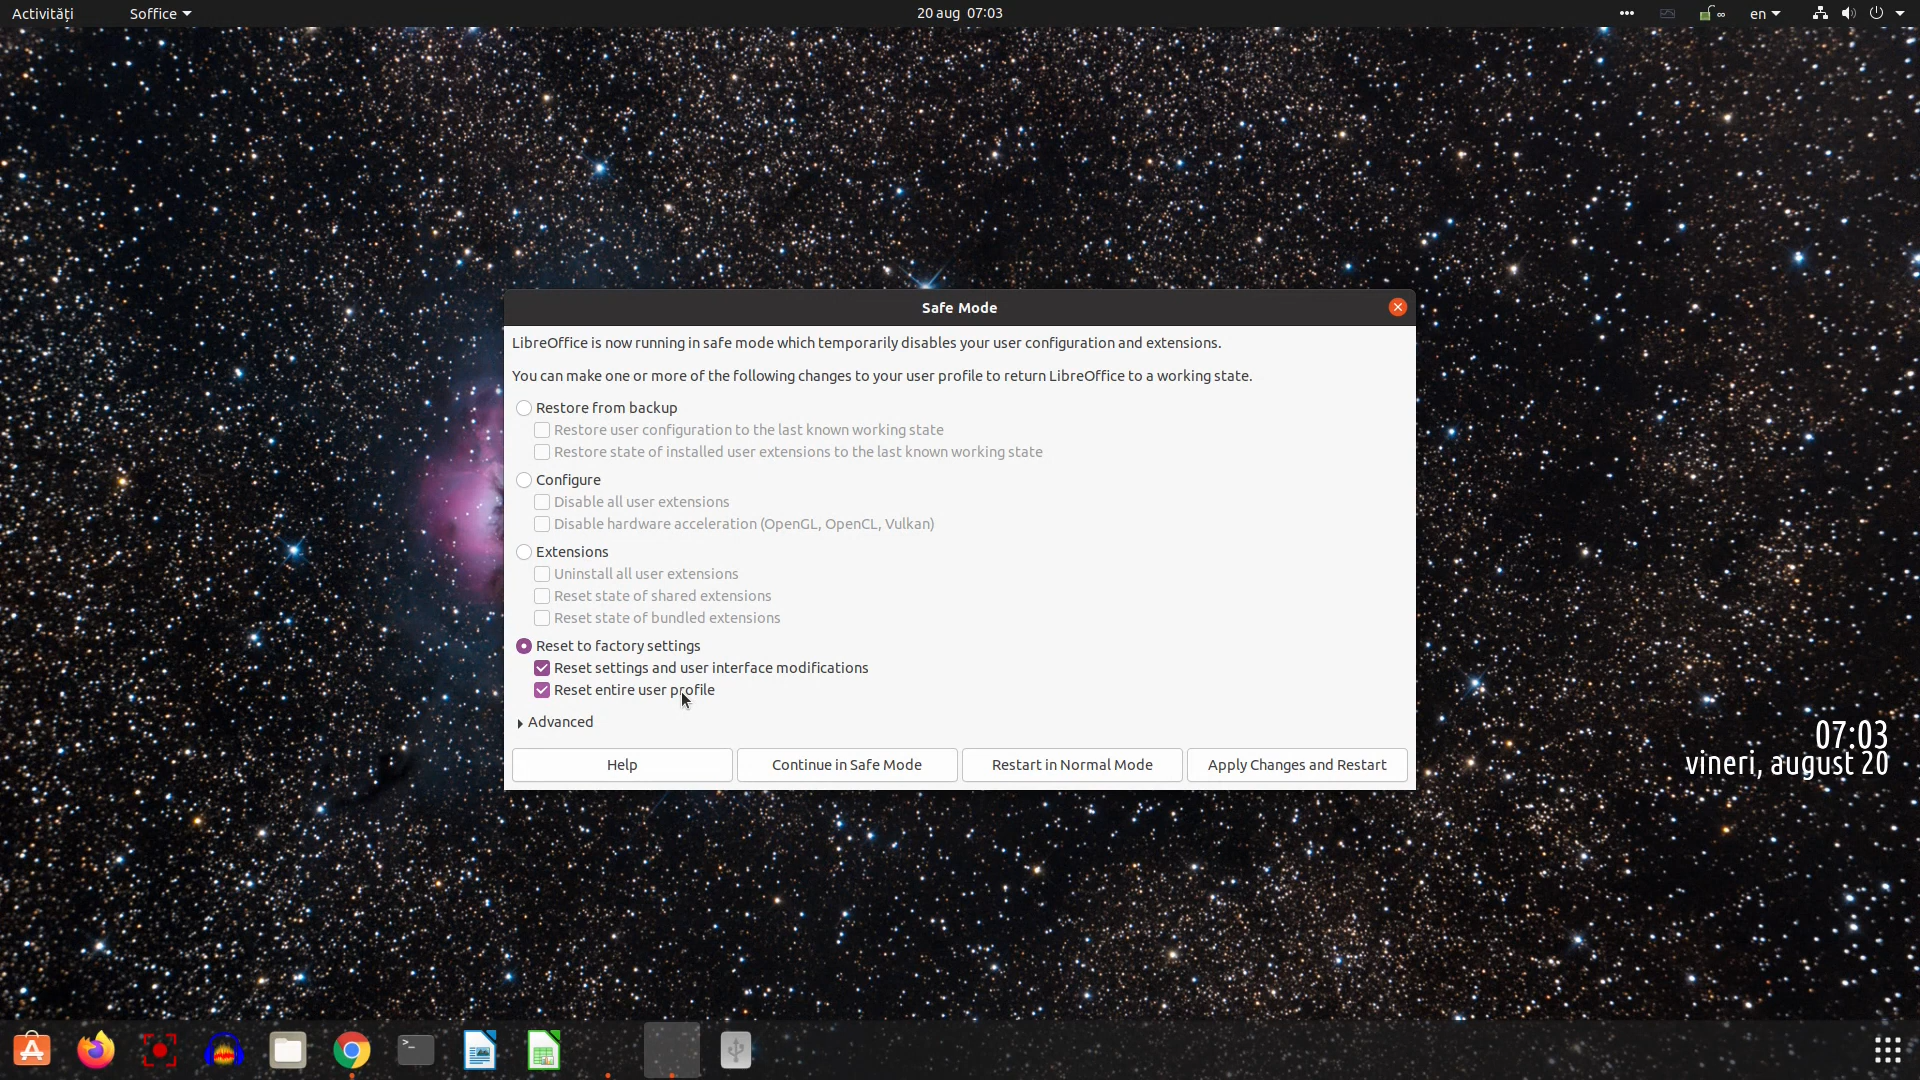 Activități
Soffice
20 aug 07:03
en
Safe Mode
LibreOffice is now running in safe mode which temporarily disables your user configuration and extensions.
You can make one or more of the following changes to your user profile to return LibreOffice to a working state.
Restore from backup
Restore user configuration to the last known working state
Restore state of installed user extensions to the last known working state
Configure
Disable all user extensions
Disable hardware acceleration (OpenGL, OpenCL, Vulkan)
Extensions
Uninstall all user extensions
Reset state of shared extensions
Reset state of bundled extensions
Reset to factory settings
Reset settings and user interface modifications
Reset entire user profile
Advanced
Help
Continue in Safe Mode
Restart in Normal Mode
Apply Changes and Restart
07:03
vineri, august 20